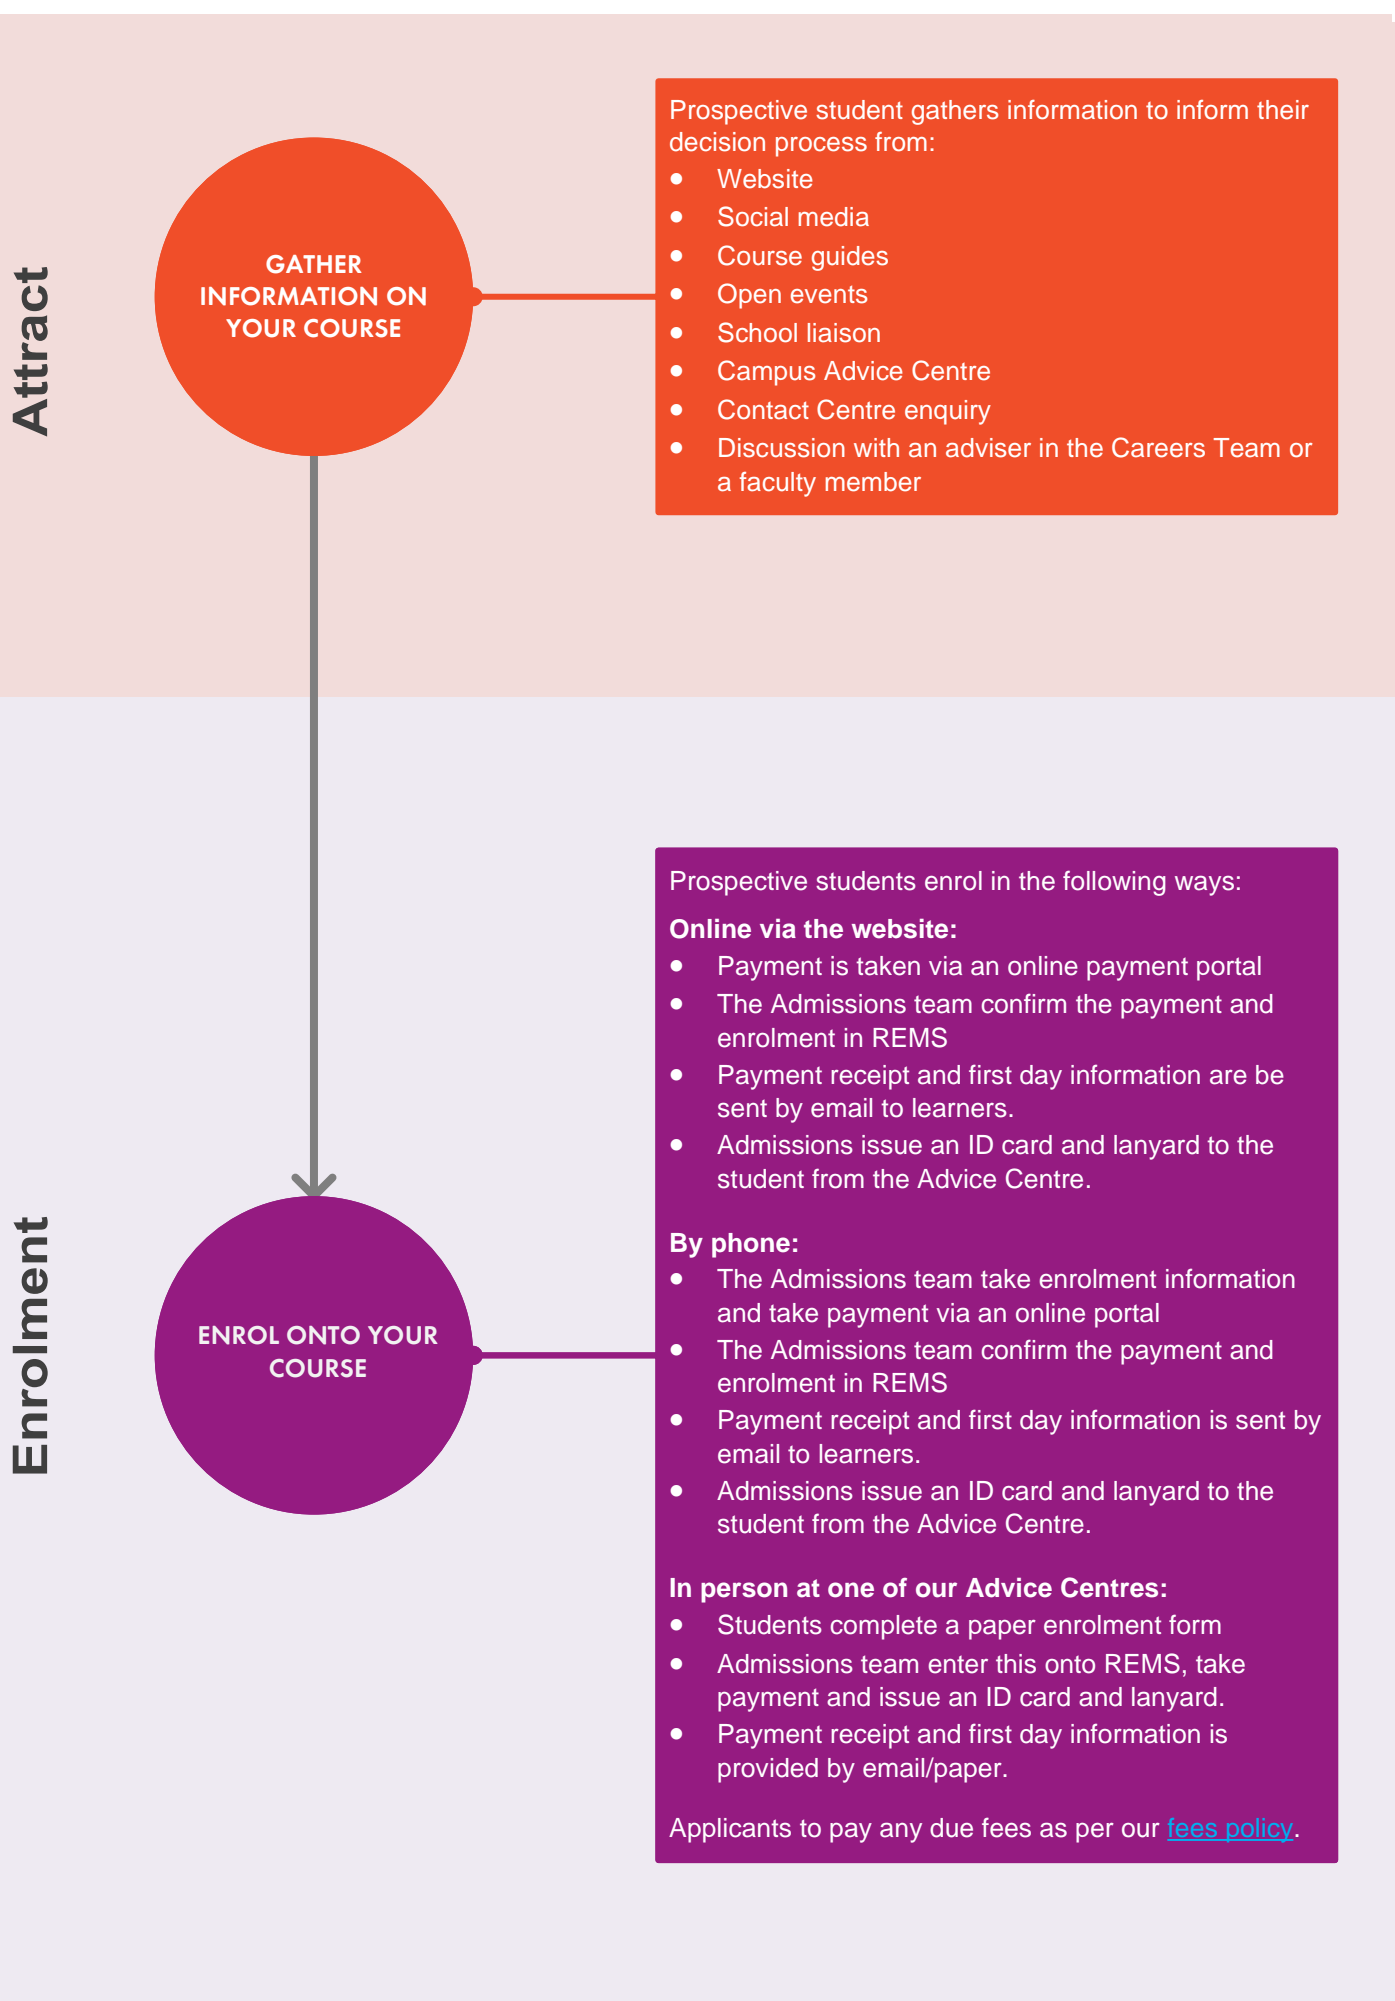 Attract
GATHER
INFORMATION ON
YOUR COURSE
Prospective student gathers information to inform their
decision process from:
● Website
● Social media
● Course guides
● Open events
● School liaison
● Campus Advice Centre
● Contact Centre enquiry
● Discussion with an adviser in the Careers Team or
a faculty member
Enrolment
ENROL ONTO YOUR
COURSE
Prospective students enrol in the following ways:
Online via the website:
● Payment is taken via an online payment portal
● The Admissions team confirm the payment and
enrolment in REMS
● Payment receipt and first day information are be
sent by email to learners.
● Admissions issue an ID card and lanyard to the
student from the Advice Centre.
By phone:
● The Admissions team take enrolment information
and take payment via an online portal
● The Admissions team confirm the payment and
enrolment in REMS
● Payment receipt and first day information is sent by
email to learners.
● Admissions issue an ID card and lanyard to the
student from the Advice Centre.
In person at one of our Advice Centres:
● Students complete a paper enrolment form
● Admissions team enter this onto REMS, take
payment and issue an ID card and lanyard.
● Payment receipt and first day information is
provided by email/paper.
Applicants to pay any due fees as per our fees policy.